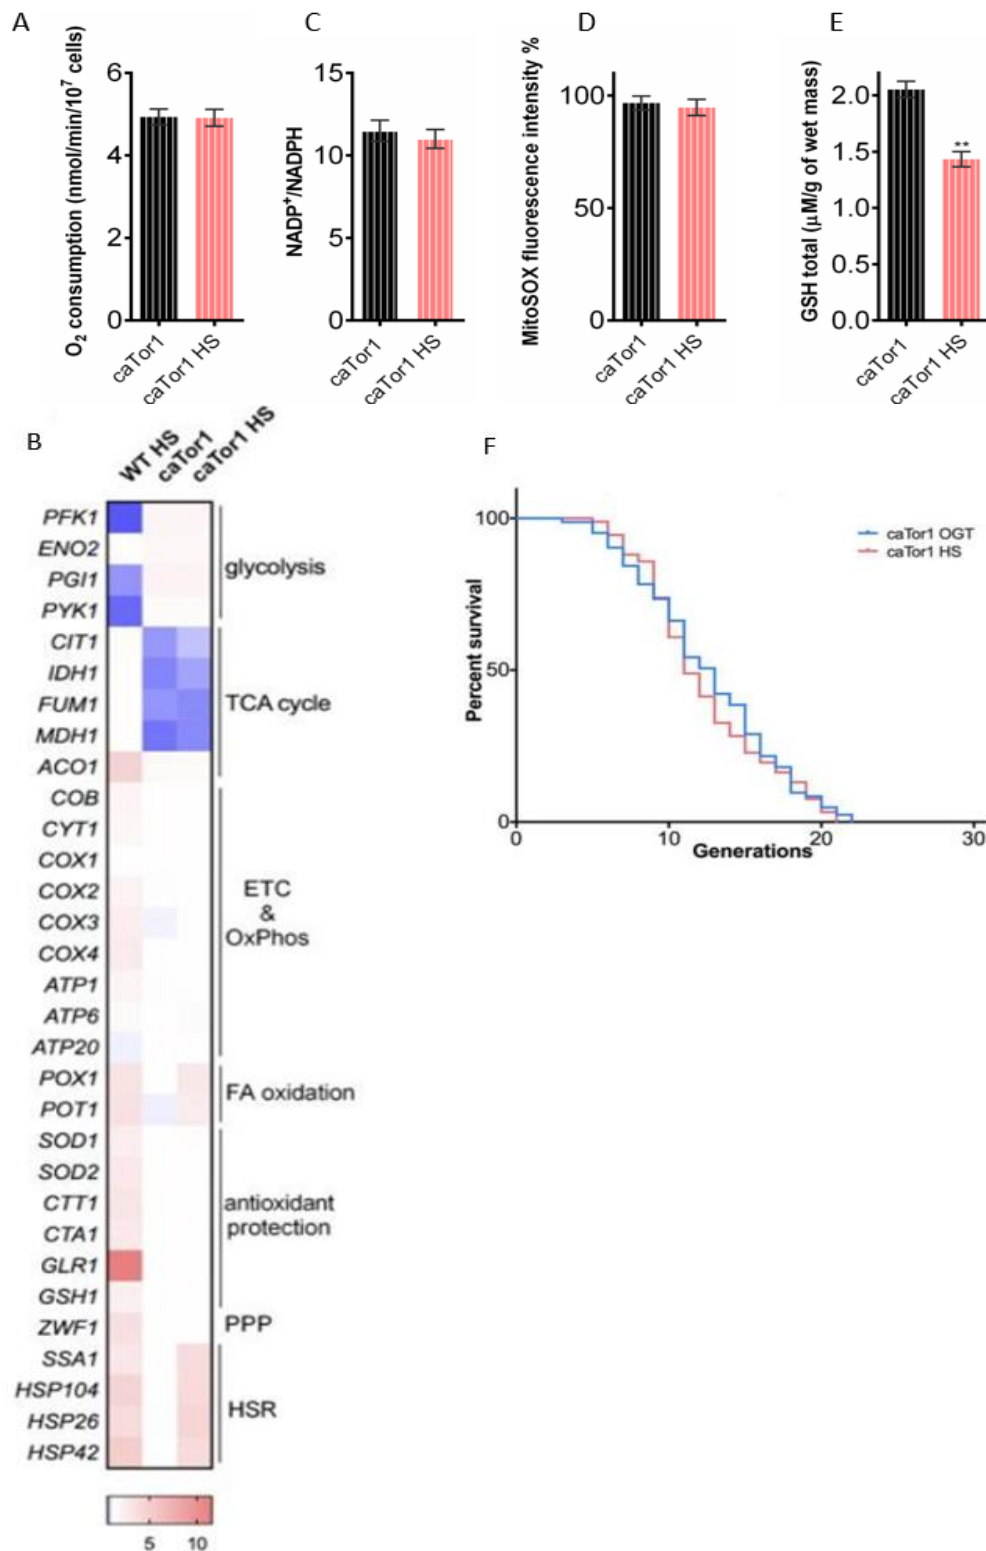 A
O2 consumption (nmol/min/10^7 cells)
6
4
2
0
caTor1
caTor1 HS
C
NADP+/NADPH
15
10
5
0
caTor1
caTor1 HS
D
MitoSOX fluorescence intensity %
100
50
0
caTor1
caTor1 HS
E
GSH total (µM/g of wet mass)
2.0
1.5
1.0
0.5
0.0
**
caTor1
caTor1 HS
B
WT HS
caTor1
caTor1 HS
PFK1
ENO2
PGI1
PYK1
glycolysis
CIT1
IDH1
FUM1
MDH1
ACO1
TCA cycle
COB
CYT1
COX1
COX2
COX3
COX4
ATP1
ATP6
ATP20
ETC
&
OxPhos
POX1
POT1
FA oxidation
SOD1
SOD2
CTT1
CTA1
GLR1
GSH1
antioxidant
protection
ZWF1
PPP
SSA1
HSP104
HSP26
HSP42
HSR
5 10
F
Percent survival
100
50
0
0 10 20 30
Generations
caTor1 OGT
caTor1 HS